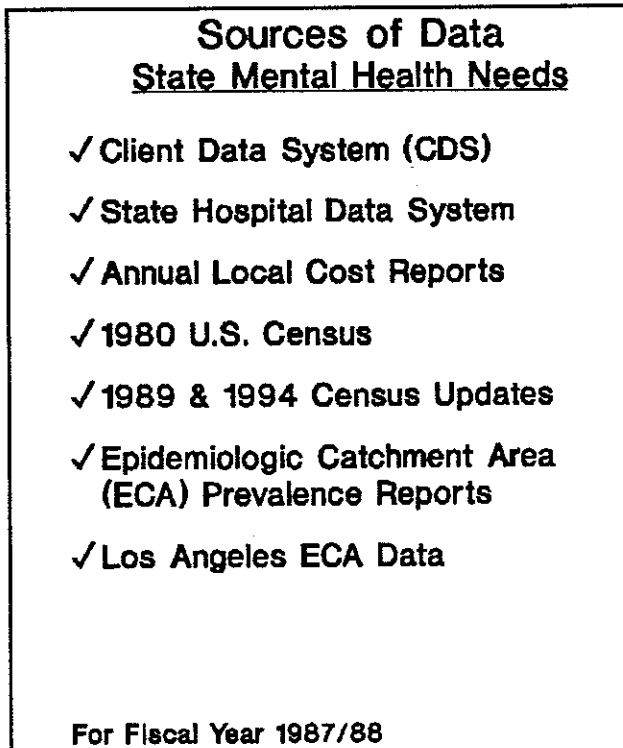 Sources of Data
State Mental Health Needs
✓ Client Data System (CDS)
✓ State Hospital Data System
✓ Annual Local Cost Reports
✓ 1980 U.S. Census
✓ 1989 & 1994 Census Updates
✓ Epidemiologic Catchment Area
(ECA) Prevalence Reports
✓ Los Angeles ECA Data
For Fiscal Year 1987/88